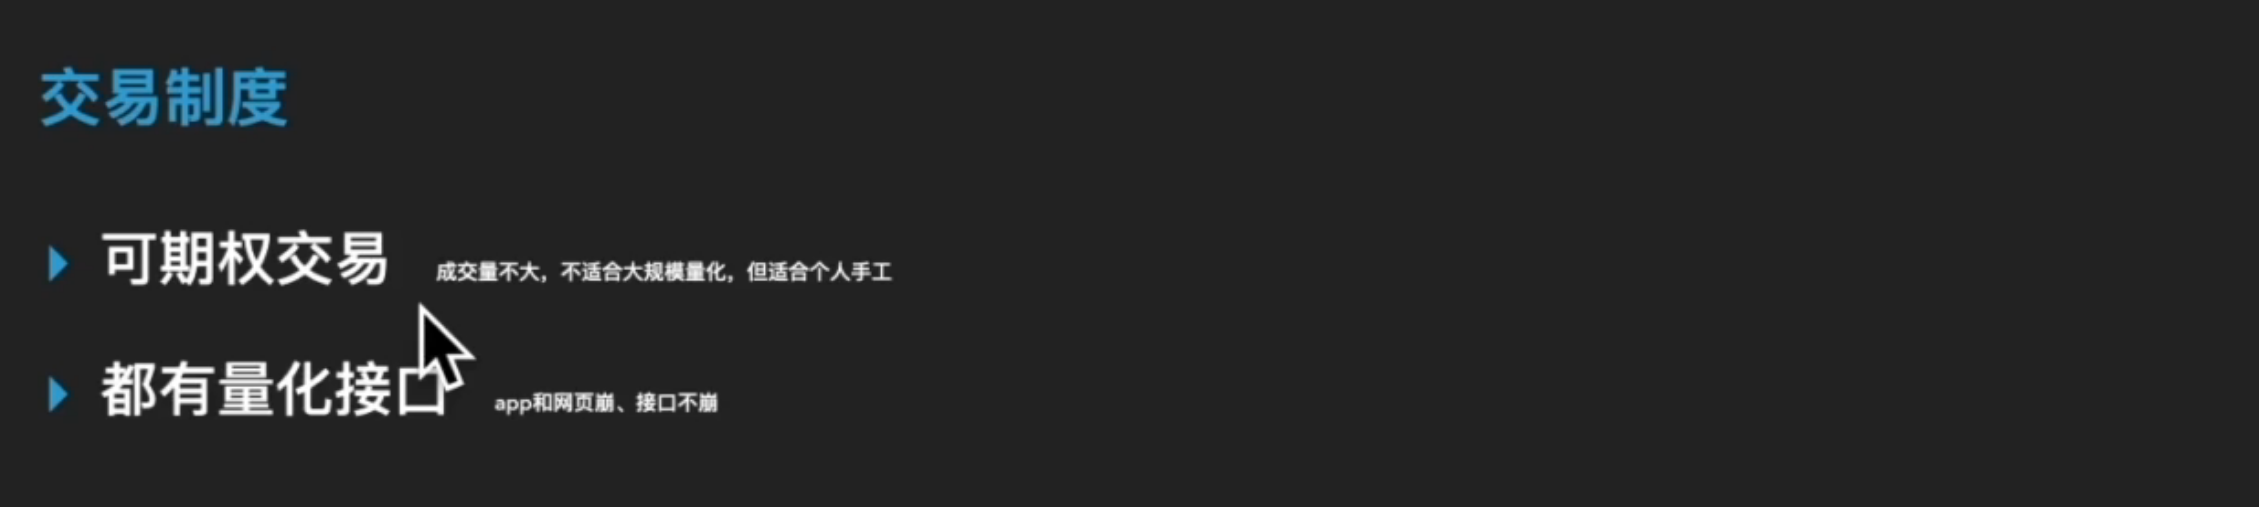 交易制度
可期权交易 成交量不大，不适合大规模量化，但适合个人手工
都有量化接口 app和网页崩、接口不崩